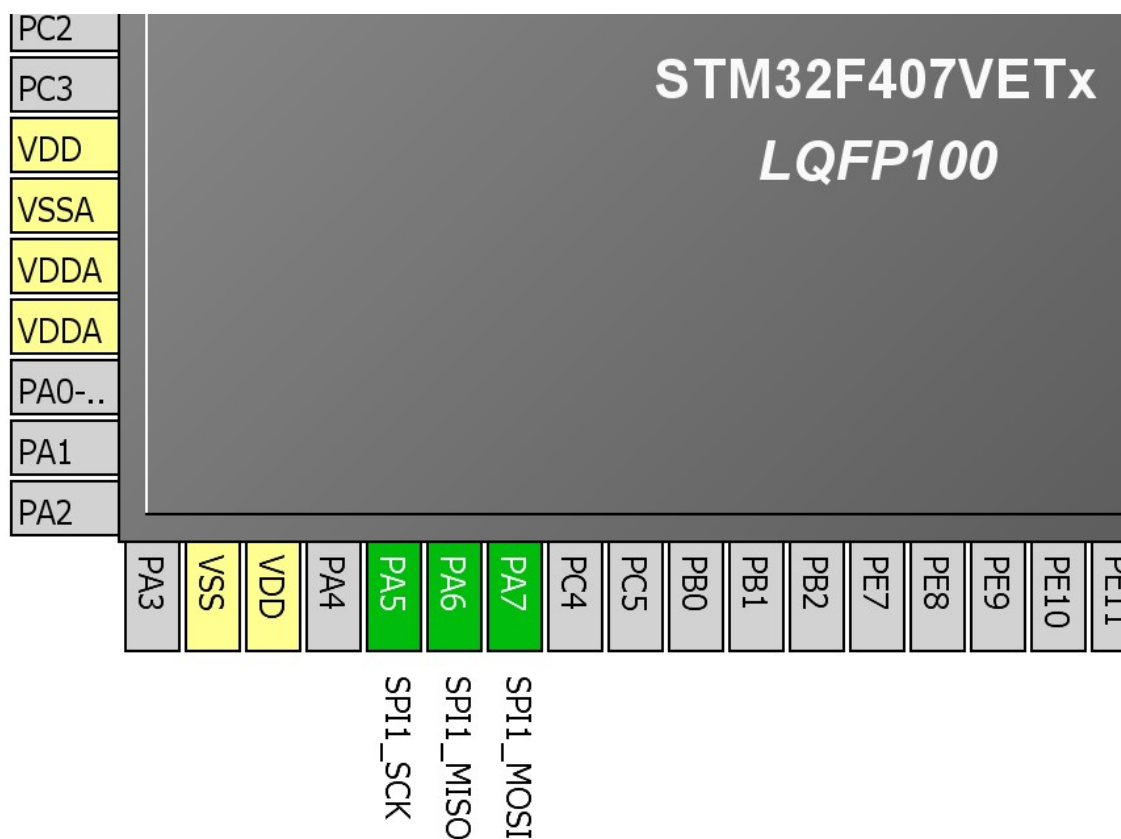 PC2
PC3
VDD
VSSA
VDDA
VDDA
PA0-..
PA1
PA2
STM32F407VETx
LQFP100
PA3
VSS
VDD
PA4
PA5
PA6
PA7
PC4
PC5
PB0
PB1
PB2
PE7
PE8
PE9
PE10
PE11
SPI1_SCK
SPI1_MISO
SPI1_MOSI